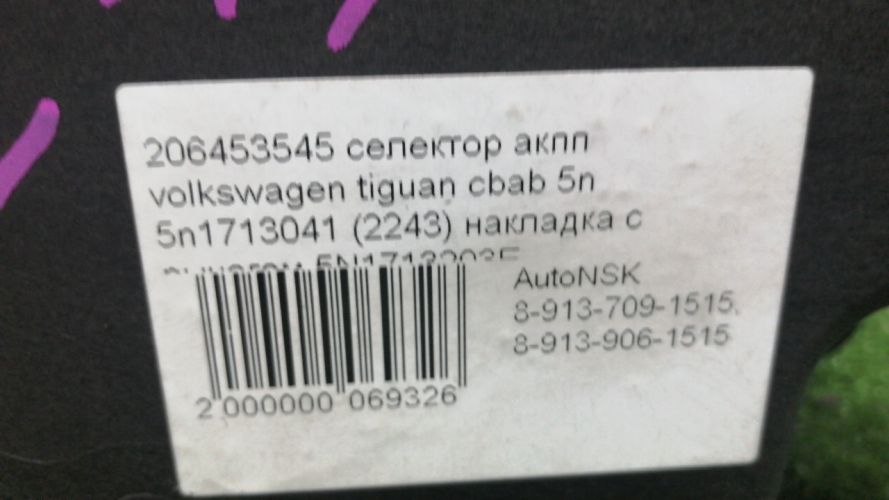 206453545 селектор акпп
volkswagen tiguan cbab 5n
5n1713041 (2243) накладка с
AutoNSK
8-913-709-1515,
8-913-906-1515
2 000000 069326